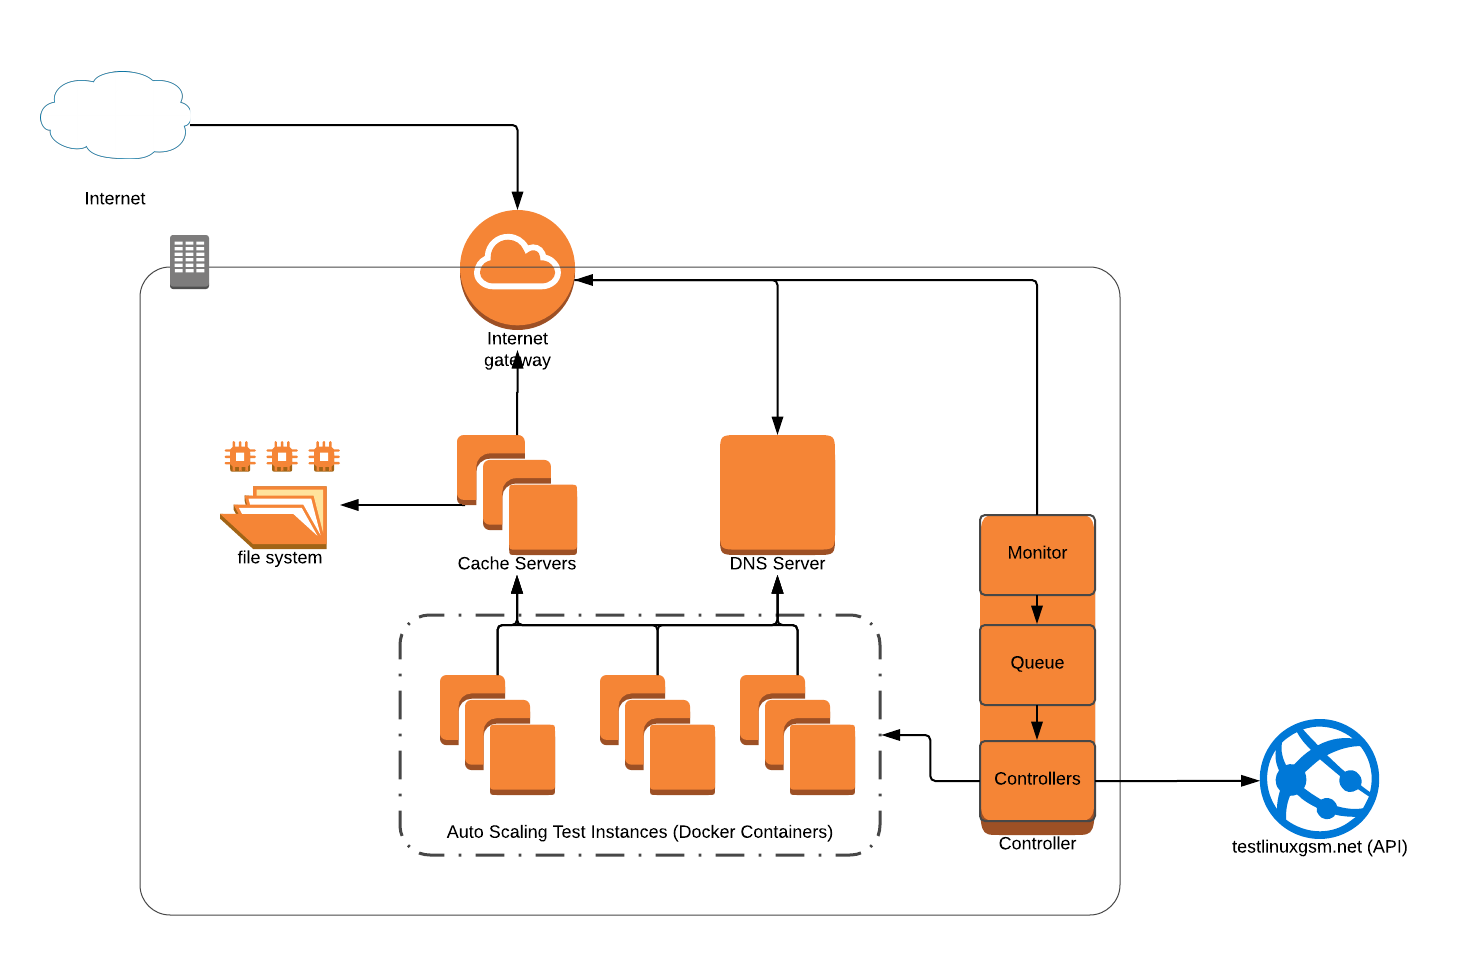 Internet
Internet
gateway
file system
Cache Servers
DNS Server
Monitor
Queue
Controllers
Auto Scaling Test Instances (Docker Containers)
Controller
testlinuxgsm.net (API)